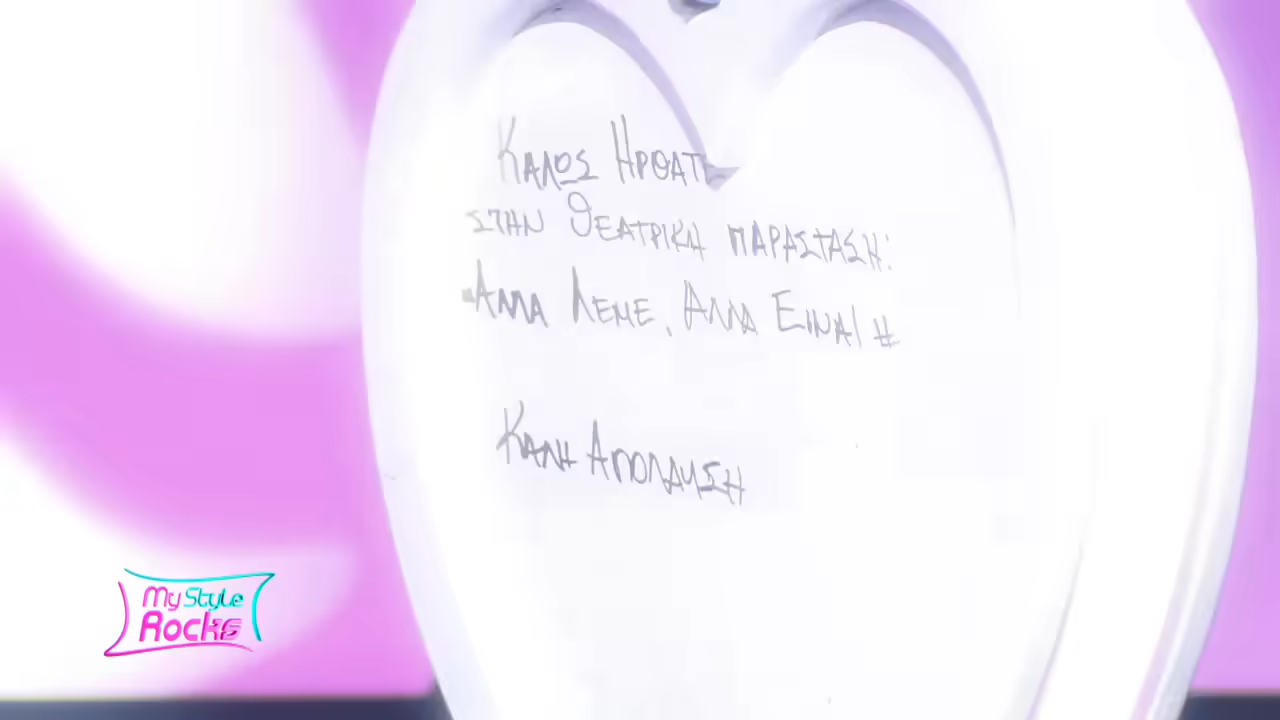 ΚΑΛΩΣ ΗΡΘΑΤΕ
ΣΤΗΝ ΘΕΑΤΡΙΚΗ ΠΑΡΑΣΤΑΣΗ:
ΑΛΛΑ ΛΕΜΕ, ΑΛΛΑ ΕΙΝΑΙ #
ΚΑΛΗ ΑΠΟΛΑΥΣΗ
My Style
Rocks